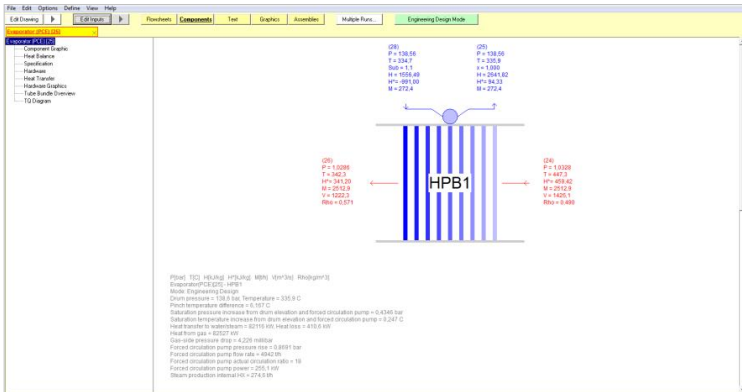 File Edit Options Define View Help
Edit Drawing Edit Inputs Flowsheets Components Text Graphics Assemblies Multiple Runs... Engineering Design Mode
Evaporator (PCE) [25]
Evaporator (PCE) [25]
Component Graphic
Heat Balance
Specification
Hardware
Heat Transfer
Hardware Graphics
Tube Bundle Overview
TQ Diagram
(28)
P = 138,56
T = 334,7
Sub = 1,1
H = 1556,49
H^= -891,00
M = 272,4
(25)
P = 138,56
T = 335,9
x = 1,000
H = 2641,82
H^= 94,33
M = 272,4
(25)
P = 1,0286
T = 342,3
H^= 341,20
M = 2512,9
V = 1222,3
Rho = 0,571
HPB1
(24)
P = 1,0328
T = 447,3
H^= 459,42
M = 2512,9
V = 1425,1
Rho = 0,490
P[bar] T[C] H[kJ/kg] H^[kJ/kg] M[t/h] V[m^3/s] Rho[kg/m^3]
Evaporator(PCE)[25] - HPB1
Mode: Engineering Design
Drum pressure = 138,6 bar, Temperature = 335,9 C
Pinch temperature difference = 6,167 C
Saturation pressure increase from drum elevation and forced circulation pump = 0,4346 bar
Saturation temperature increase from drum elevation and forced circulation pump = 0,247 C
Heat transfer to water/steam = 82115 kW, Heat loss = 410,6 kW
Heat from gas = 82527 kW
Gas-side pressure drop = 4,228 millibar
Forced circulation pump pressure rise = 0,8691 bar
Forced circulation pump flow rate = 4942 t/h
Forced circulation pump actual circulation ratio = 18
Forced circulation pump power = 255,1 kW
Steam production internal HX = 274,6 t/h